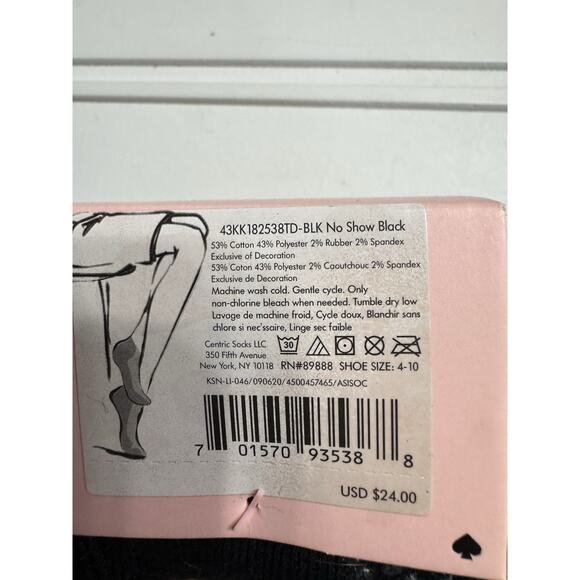 43KK182538TD-BLK No Show Black
53% Cotton 43% Polyester 2% Rubber 2% Spandex
Exclusive of Decoration
53% Coton 43% Polyester 2% Caoutchouc 2% Spandex
Exclusive de Decoration
Machine wash cold. Gentle cycle. Only
non-chlorine bleach when needed. Tumble dry low
Lavage de machine froid, Cycle doux, Blanchir sans
chlore si nec'ssaire, Linge sec faible
Centric Socks LLC
350 Fifth Avenue
New York, NY 10118
30
RN#89888 SHOE SIZE: 4-10
KSN-LI-046/090620/4500457465/ASISOC
7 01570 93538 8
USD $24.00